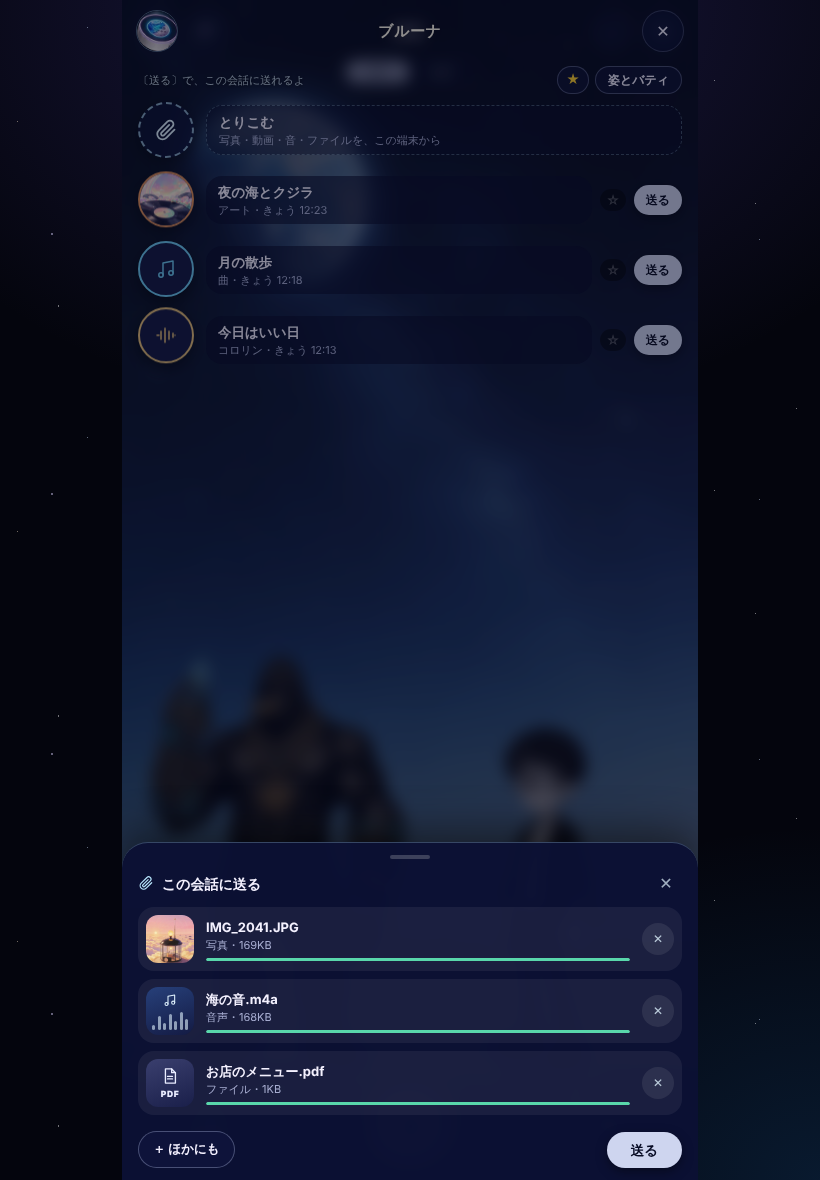 ブルーナ
〔送る〕で、この会話に送れるよ
★ 姿とバティ
とりこむ
写真・動画・音・ファイルを、この端末から
夜の海とクジラ
アート・きょう 12:23
送る
月の散歩
曲・きょう 12:18
送る
今日はいい日
コロリン・きょう 12:13
送る
この会話に送る
IMG_2041.JPG
写真・169KB
海の音.m4a
音声・168KB
PDF
お店のメニュー.pdf
ファイル・1KB
+ ほかにも
送る